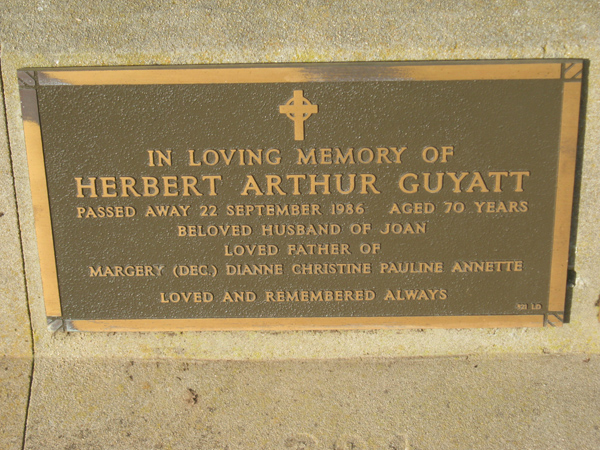 IN LOVING MEMORY OF
HERBERT ARTHUR GUYATT
PASSED AWAY 22 SEPTEMBER 1986 AGED 70 YEARS
BELOVED HUSBAND OF JOAN
LOVED FATHER OF
MARGERY (DEC.) DIANNE CHRISTINE PAULINE ANNETTE
LOVED AND REMEMBERED ALWAYS